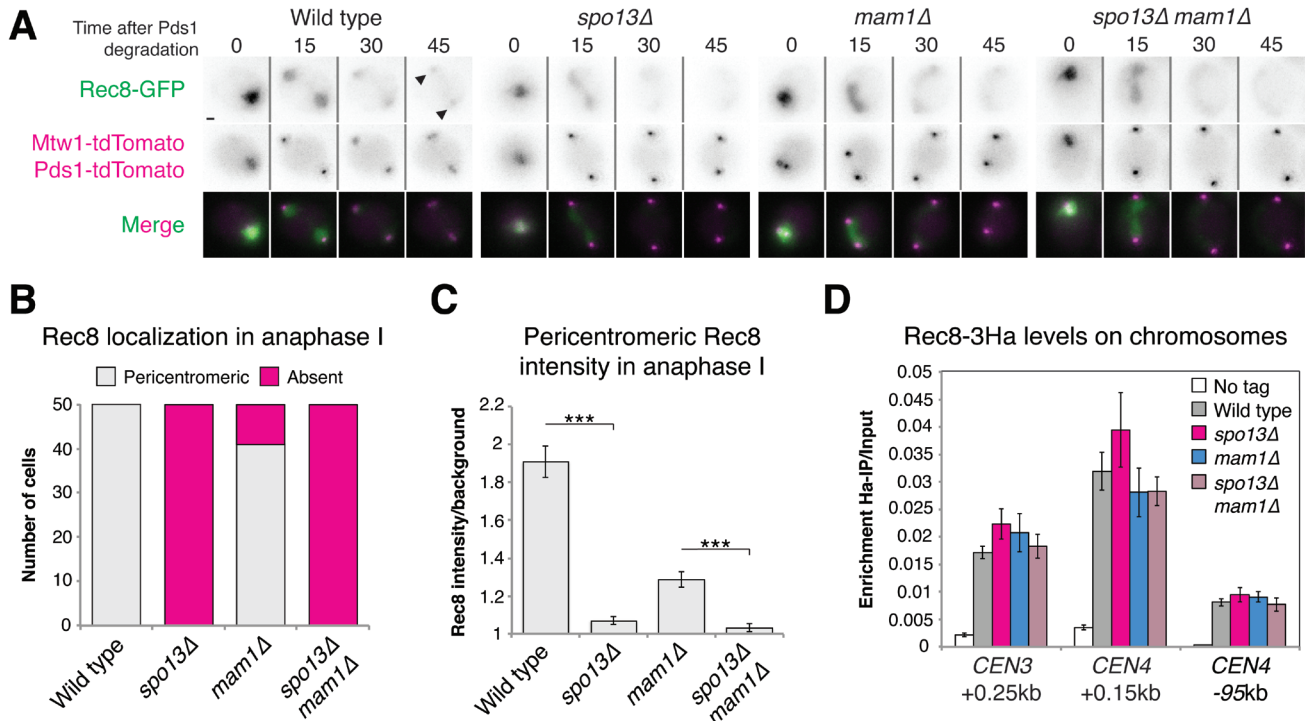 A
Wild type
spo13Δ
mam1Δ
spo13Δ mam1Δ
Time after Pds1
degradation
0 15 30 45 0 15 30 45 0 15 30 45 0 15 30 45
Rec8-GFP
Mtw1-tdTomato
Pds1-tdTomato
Merge
B
Rec8 localization in anaphase I
Pericentromeric Absent
Number of cells
50
40
30
20
10
0
Wild type
spo13Δ
mam1Δ
spo13Δ
mam1Δ
C
Pericentromeric Rec8
intensity in anaphase I
Rec8 intensity/background
2.2
2
1.8
1.6
1.4
1.2
1
***
***
Wild type
spo13Δ
mam1Δ
spo13Δ
mam1Δ
D
Rec8-3Ha levels on chromosomes
Enrichment Ha-IP/Input
0.05
0.045
0.04
0.035
0.03
0.025
0.02
0.015
0.01
0.005
0
No tag
Wild type
spo13Δ
mam1Δ
spo13Δ
mam1Δ
CEN3
+0.25kb
CEN4
+0.15kb
CEN4
-95kb